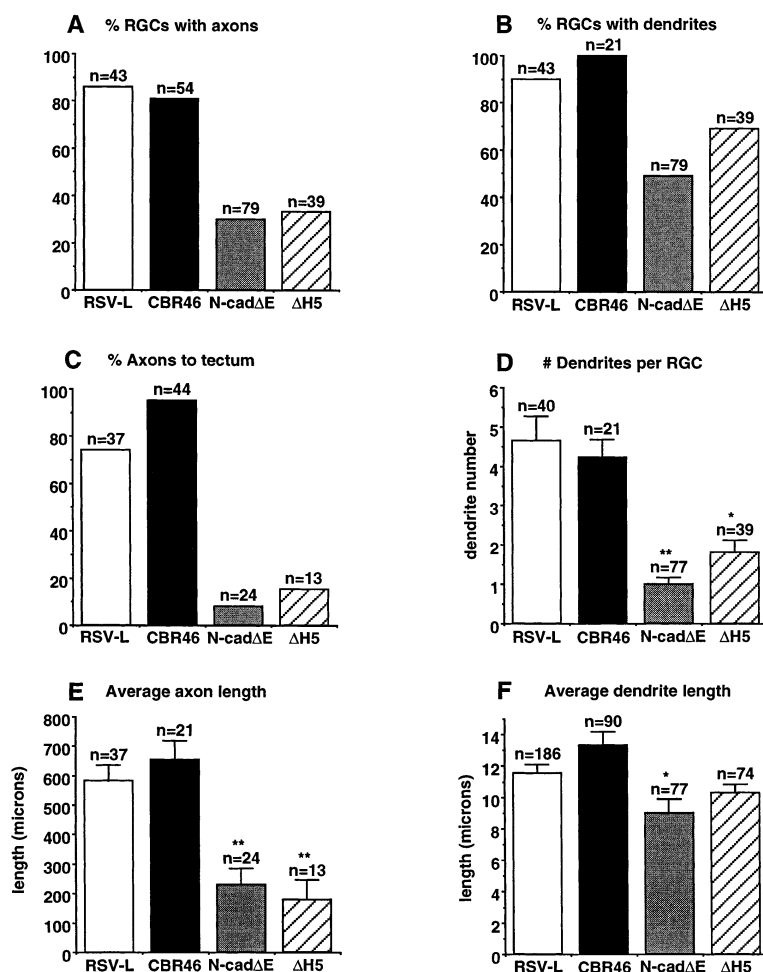 A % RGCs with axons
100
80
60
40
20
0
n=43
n=54
n=79
n=39
RSV-L CBR46 N-cadΔE ΔH5
B % RGCs with dendrites
100
80
60
40
20
0
n=43
n=21
n=79
n=39
RSV-L CBR46 N-cadΔE ΔH5
C % Axons to tectum
100
80
60
40
20
0
n=37
n=44
n=24
n=13
RSV-L CBR46 N-cadΔE ΔH5
D # Dendrites per RGC
dendrite number
6
5
4
3
2
1
0
n=40
n=21
**
n=77
*
n=39
RSV-L CBR46 N-cadΔE ΔH5
E Average axon length
length (microns)
800
700
600
500
400
300
200
100
0
n=37
n=21
**
n=24
**
n=13
RSV-L CBR46 N-cadΔE ΔH5
F Average dendrite length
length (microns)
14
12
10
8
6
4
2
0
n=186
n=90
*
n=77
n=74
RSV-L CBR46 N-cadΔE ΔH5